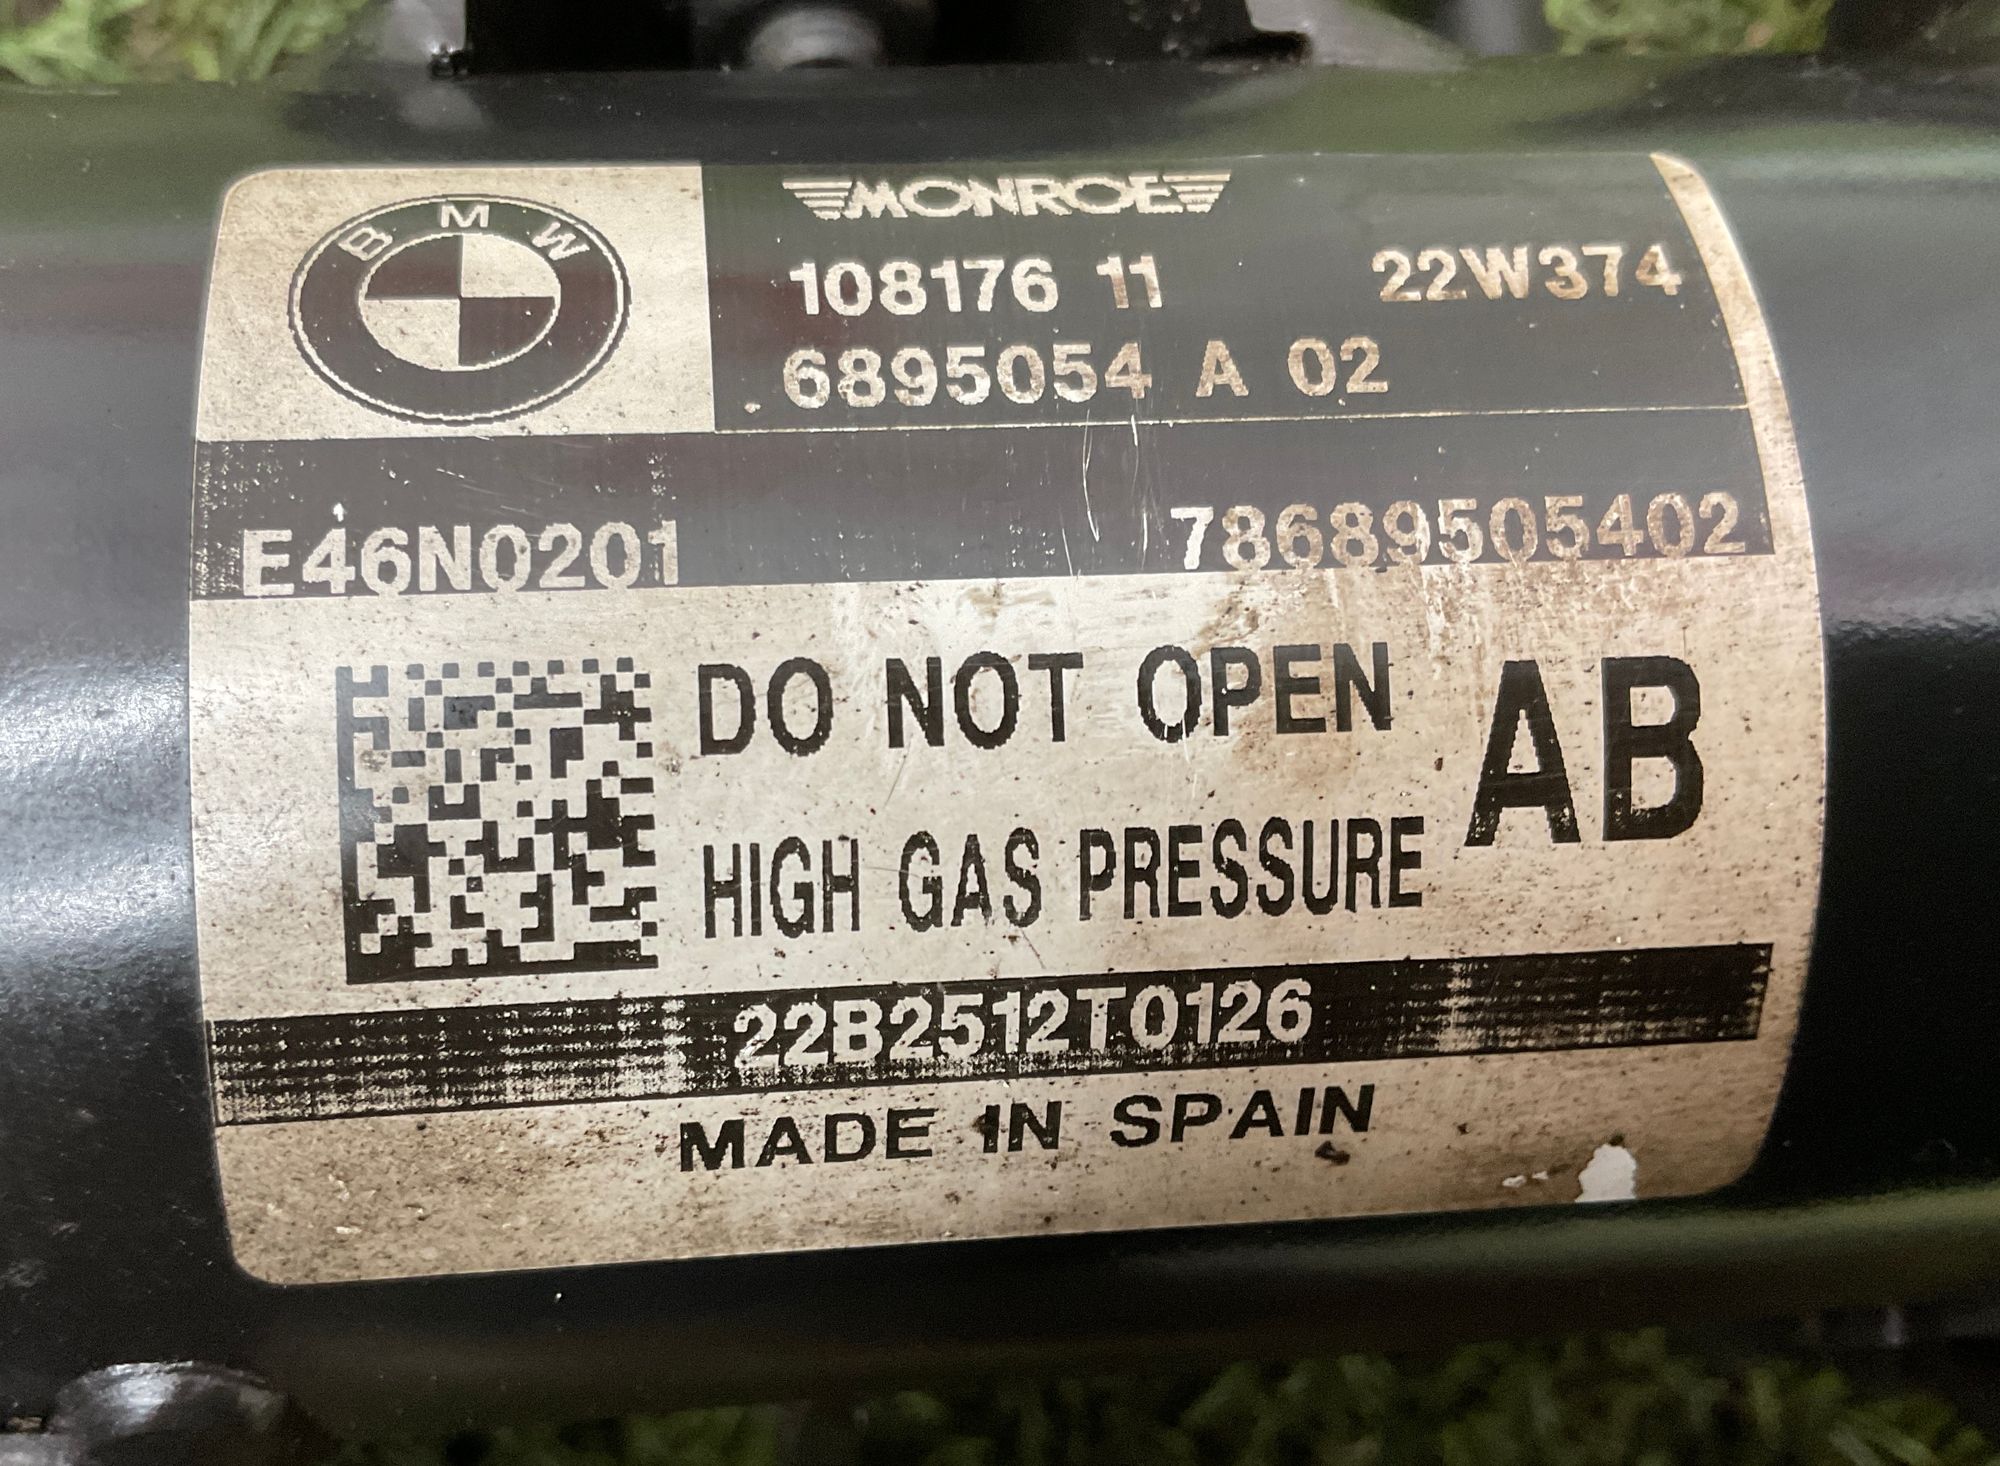 BMW
MONROE
108176 11 22W374
6895054 A 02
E46N0201 78689505402
DO NOT OPEN AB
HIGH GAS PRESSURE
22B2512T0126
MADE IN SPAIN